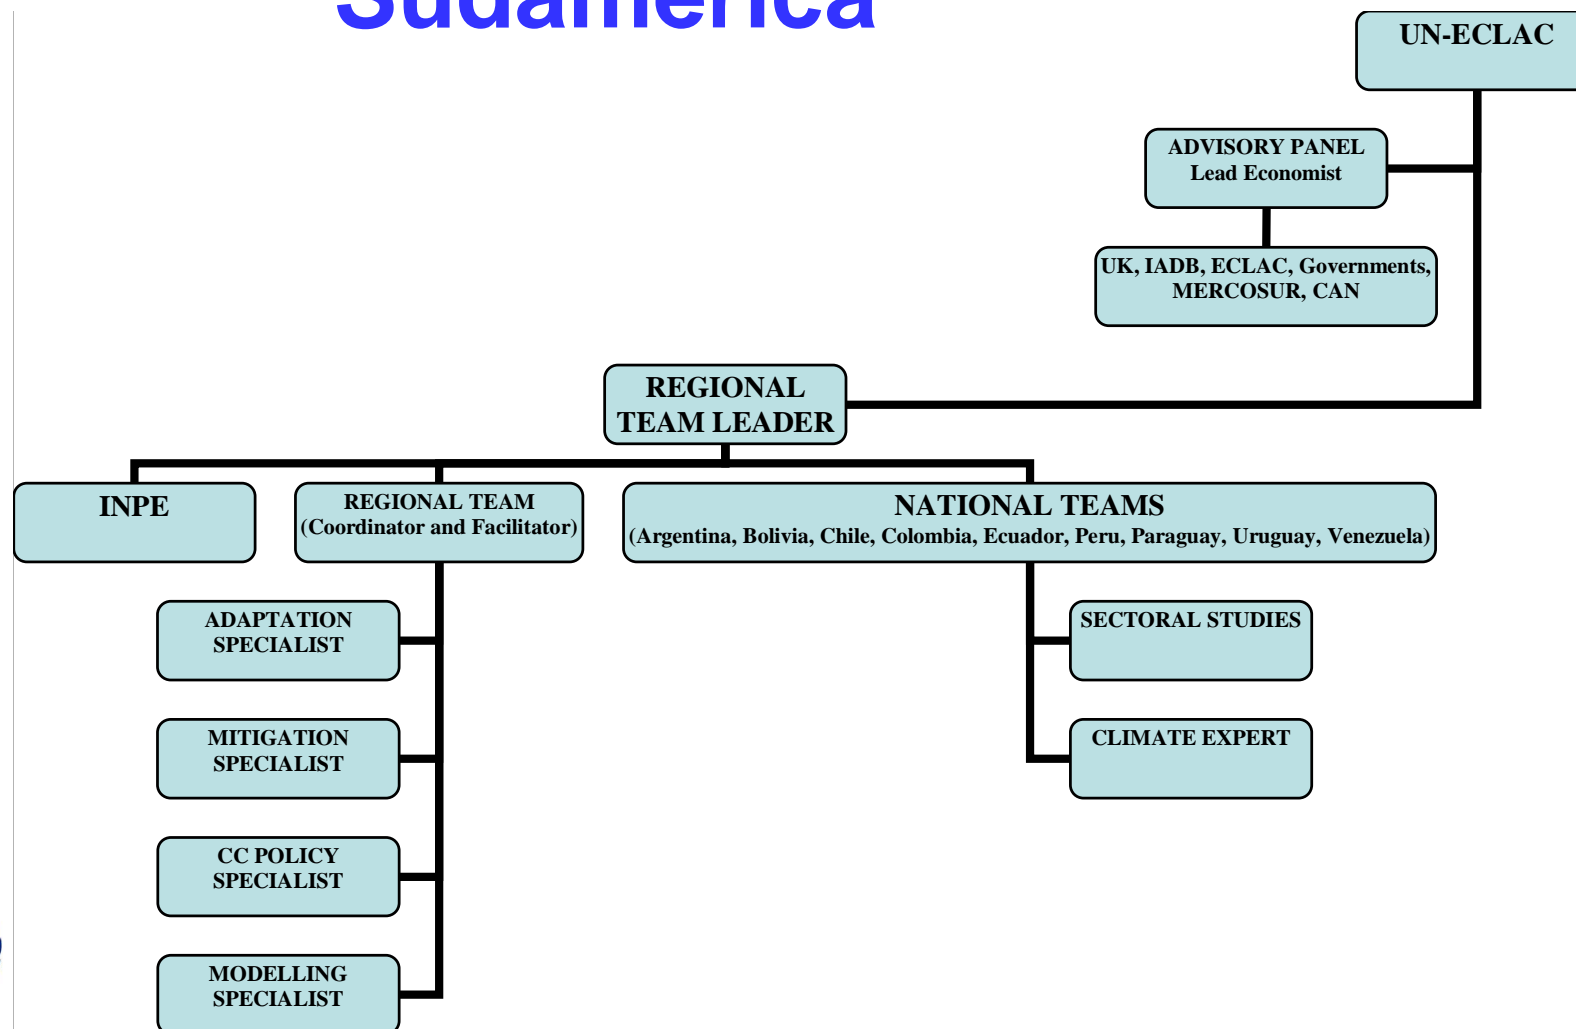 Sudamérica
UN-ECLAC
ADVISORY PANEL
Lead Economist
UK, IADB, ECLAC, Governments,
MERCOSUR, CAN
REGIONAL
TEAM LEADER
INPE
REGIONAL TEAM
(Coordinator and Facilitator)
NATIONAL TEAMS
(Argentina, Bolivia, Chile, Colombia, Ecuador, Peru, Paraguay, Uruguay, Venezuela)
ADAPTATION
SPECIALIST
SECTORAL STUDIES
MITIGATION
SPECIALIST
CLIMATE EXPERT
CC POLICY
SPECIALIST
MODELLING
SPECIALIST